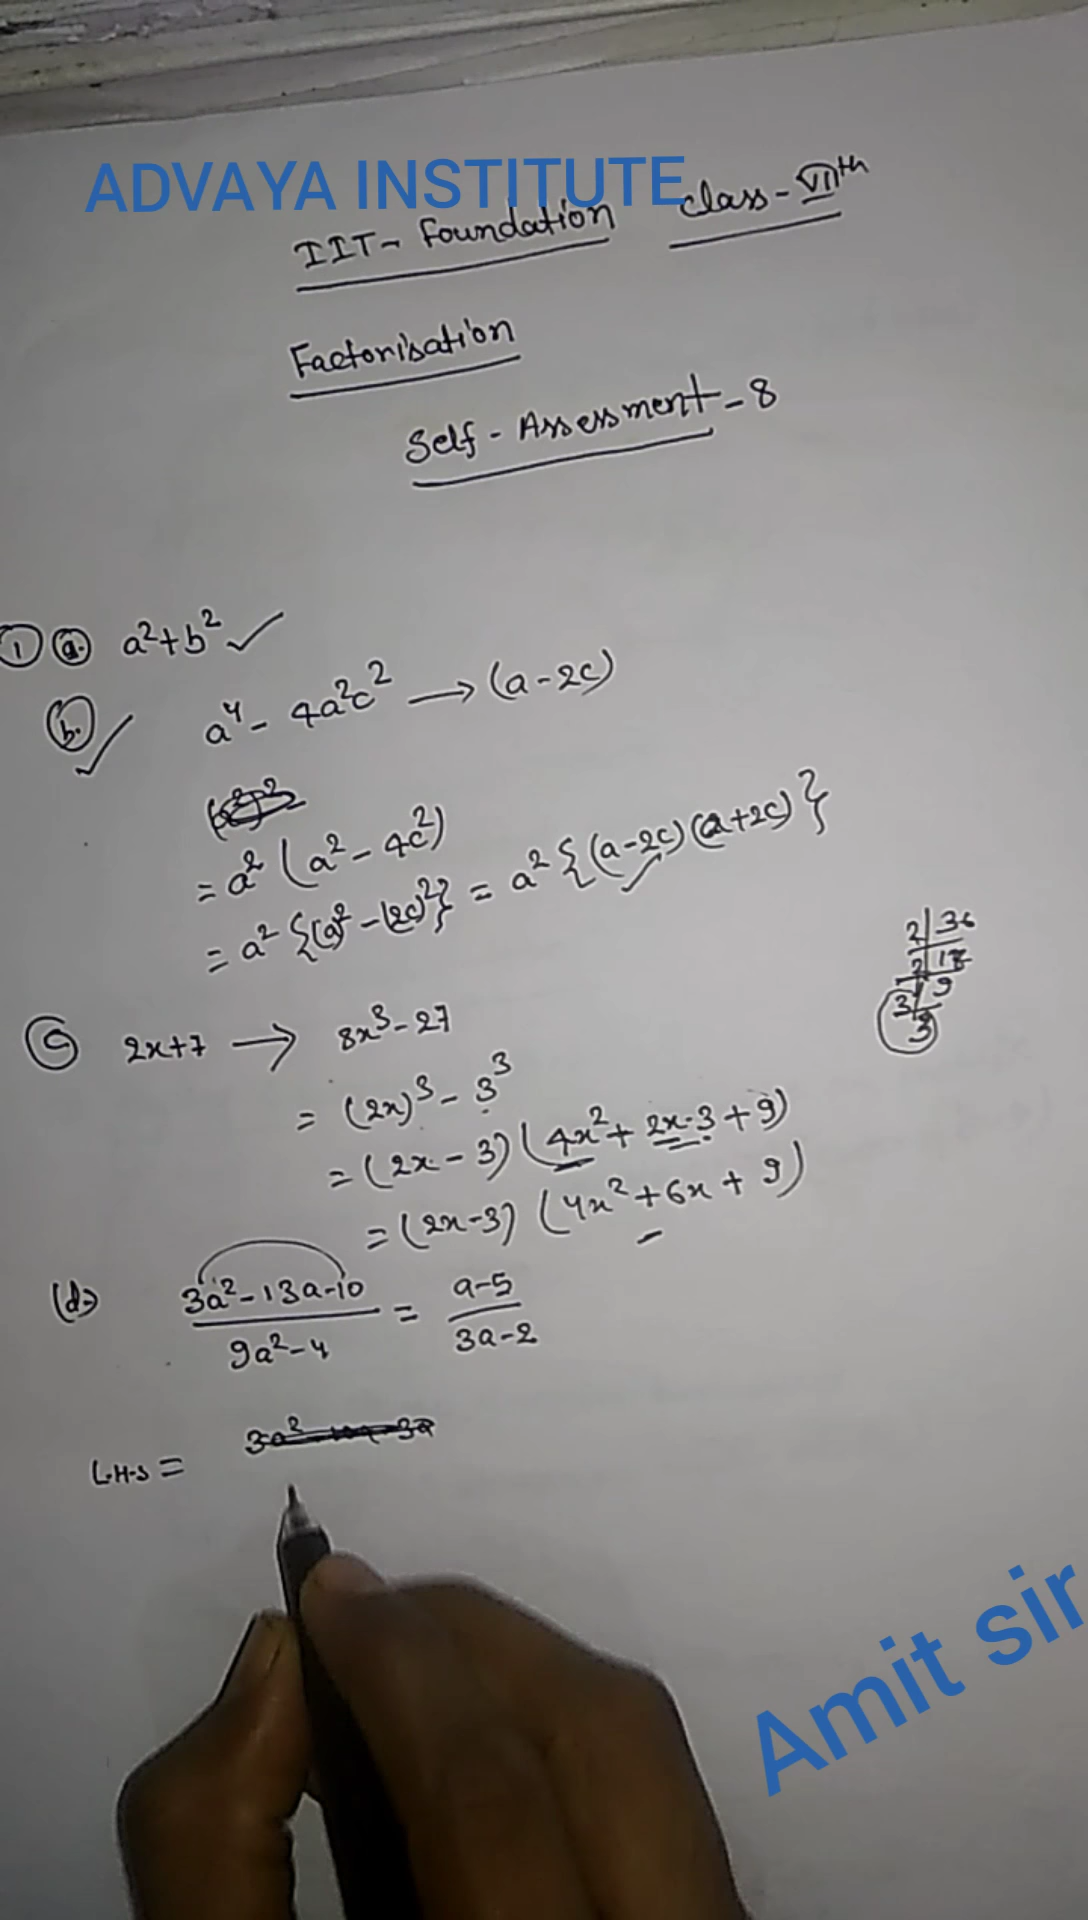 ADVAYA INSTITUTE
IIT- Foundation Class-VIIth
Factorisation
Self-Assessment-8
① ⓐ. a²+b² ✓
ⓑ. ✓ a⁴- 4a²c² → (a-2c)
= a² (a² - 4c²)
= a² {(a)² - (2c)²} = a² {(a-2c)(a+2c)}
2|36
2|18
3|9
3
ⓒ 2x+7 → 8x³-27
= (2x)³ - 3³
= (2x - 3) (4x² + 2x·3 + 9)
= (2x-3) (4x² + 6x + 9)
(d) 3a²-13a-10 / 9a²-4 = a-5 / 3a-2
L.H.S =
Amit sir